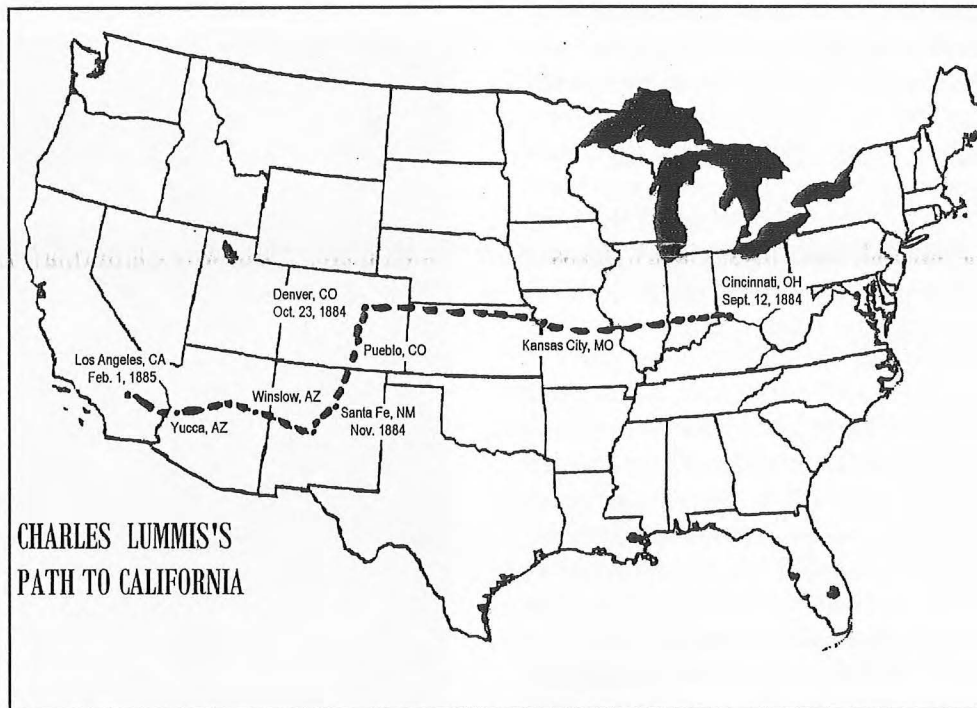 Cincinnati, OH
Sept. 12, 1884
Denver, CO
Oct. 23, 1884
Kansas City, MO
Pueblo, CO
Los Angeles, CA
Feb. 1, 1885
Winslow, AZ
Santa Fe, NM
Nov. 1884
Yucca, AZ
CHARLES LUMMIS'S
PATH TO CALIFORNIA